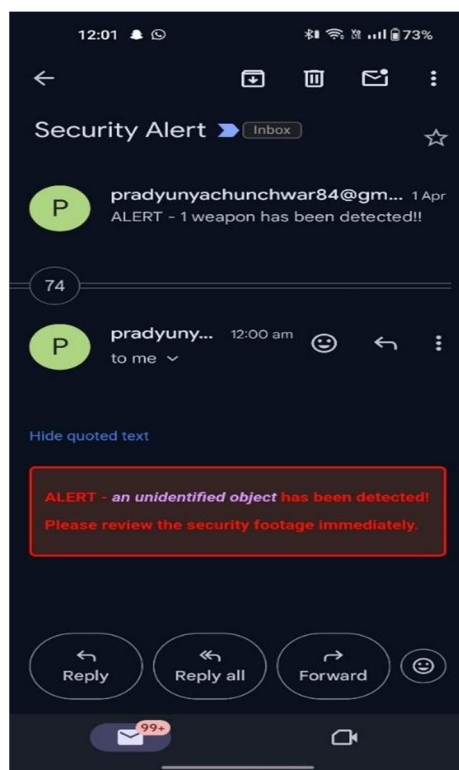 12:01
73%
Security Alert Inbox
P
pradyunyachunchwar84@gm... 1 Apr
ALERT - 1 weapon has been detected!!
74
P
pradyuny... 12:00 am
to me
Hide quoted text
ALERT - an unidentified object has been detected!
Please review the security footage immediately.
Reply
Reply all
Forward
99+